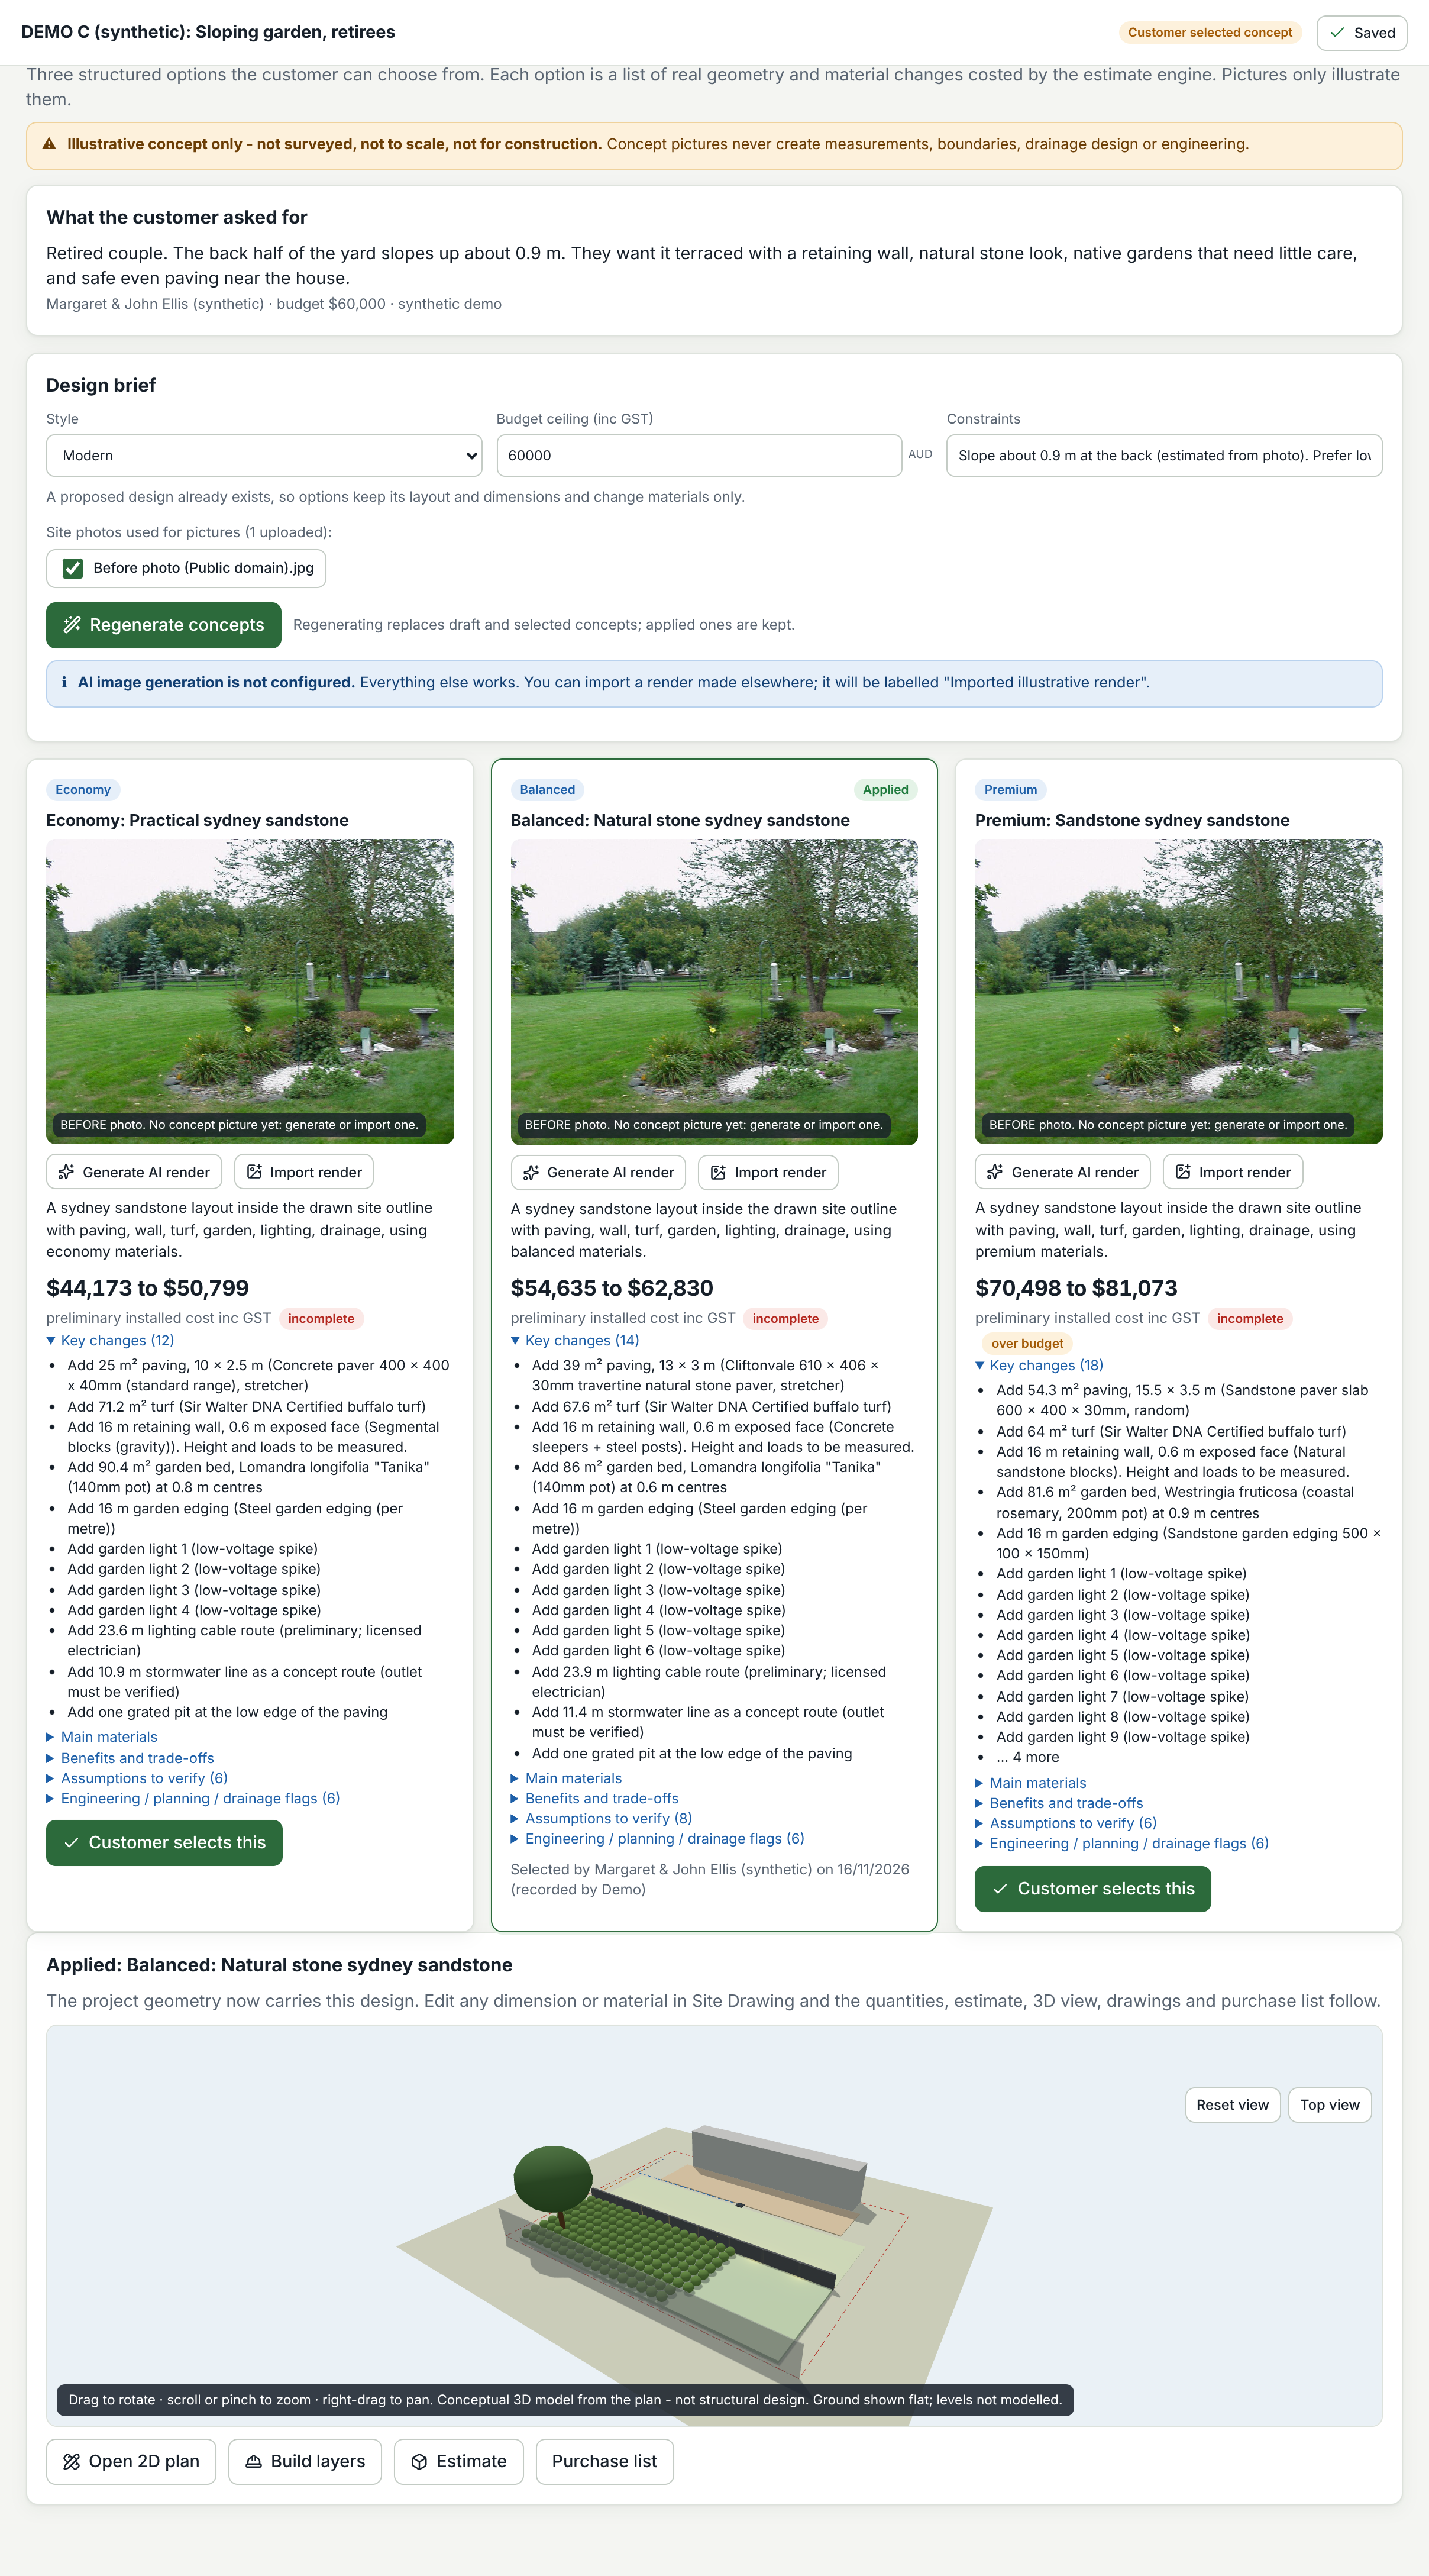 DEMO C (synthetic): Sloping garden, retirees
Customer selected concept
Saved
Three structured options the customer can choose from. Each option is a list of real geometry and material changes costed by the estimate engine. Pictures only illustrate
them.
Illustrative concept only - not surveyed, not to scale, not for construction. Concept pictures never create measurements, boundaries, drainage design or engineering.
What the customer asked for
Retired couple. The back half of the yard slopes up about 0.9 m. They want it terraced with a retaining wall, natural stone look, native gardens that need little care,
and safe even paving near the house.
Margaret & John Ellis (synthetic) · budget $60,000 · synthetic demo
Design brief
Style
Budget ceiling (inc GST)
Constraints
Modern
60000
AUD
Slope about 0.9 m at the back (estimated from photo). Prefer lov
A proposed design already exists, so options keep its layout and dimensions and change materials only.
Site photos used for pictures (1 uploaded):
Before photo (Public domain).jpg
Regenerate concepts
Regenerating replaces draft and selected concepts; applied ones are kept.
AI image generation is not configured. Everything else works. You can import a render made elsewhere; it will be labelled "Imported illustrative render".
Economy
Economy: Practical sydney sandstone
BEFORE photo. No concept picture yet: generate or import one.
Generate AI render
Import render
A sydney sandstone layout inside the drawn site outline
with paving, wall, turf, garden, lighting, drainage, using
economy materials.
$44,173 to $50,799
preliminary installed cost inc GST incomplete
▼ Key changes (12)
• Add 25 m² paving, 10 × 2.5 m (Concrete paver 400 × 400
x 40mm (standard range), stretcher)
• Add 71.2 m² turf (Sir Walter DNA Certified buffalo turf)
• Add 16 m retaining wall, 0.6 m exposed face (Segmental
blocks (gravity)). Height and loads to be measured.
• Add 90.4 m² garden bed, Lomandra longifolia "Tanika"
(140mm pot) at 0.8 m centres
• Add 16 m garden edging (Steel garden edging (per
metre))
• Add garden light 1 (low-voltage spike)
• Add garden light 2 (low-voltage spike)
• Add garden light 3 (low-voltage spike)
• Add garden light 4 (low-voltage spike)
• Add 23.6 m lighting cable route (preliminary; licensed
electrician)
• Add 10.9 m stormwater line as a concept route (outlet
must be verified)
• Add one grated pit at the low edge of the paving
▶ Main materials
▶ Benefits and trade-offs
▶ Assumptions to verify (6)
▶ Engineering / planning / drainage flags (6)
Customer selects this
Balanced
Applied
Balanced: Natural stone sydney sandstone
BEFORE photo. No concept picture yet: generate or import one.
Generate AI render
Import render
A sydney sandstone layout inside the drawn site outline
with paving, wall, turf, garden, lighting, drainage, using
balanced materials.
$54,635 to $62,830
preliminary installed cost inc GST incomplete
▼ Key changes (14)
• Add 39 m² paving, 13 × 3 m (Cliftonvale 610 × 406 ×
30mm travertine natural stone paver, stretcher)
• Add 67.6 m² turf (Sir Walter DNA Certified buffalo turf)
• Add 16 m retaining wall, 0.6 m exposed face (Concrete
sleepers + steel posts). Height and loads to be measured.
• Add 86 m² garden bed, Lomandra longifolia "Tanika"
(140mm pot) at 0.6 m centres
• Add 16 m garden edging (Steel garden edging (per
metre))
• Add garden light 1 (low-voltage spike)
• Add garden light 2 (low-voltage spike)
• Add garden light 3 (low-voltage spike)
• Add garden light 4 (low-voltage spike)
• Add garden light 5 (low-voltage spike)
• Add garden light 6 (low-voltage spike)
• Add 23.9 m lighting cable route (preliminary; licensed
electrician)
• Add 11.4 m stormwater line as a concept route (outlet
must be verified)
• Add one grated pit at the low edge of the paving
▶ Main materials
▶ Benefits and trade-offs
▶ Assumptions to verify (8)
▶ Engineering / planning / drainage flags (6)
Selected by Margaret & John Ellis (synthetic) on 16/11/2026
(recorded by Demo)
Premium
Premium: Sandstone sydney sandstone
BEFORE photo. No concept picture yet: generate or import one.
Generate AI render
Import render
A sydney sandstone layout inside the drawn site outline
with paving, wall, turf, garden, lighting, drainage, using
premium materials.
$70,498 to $81,073
preliminary installed cost inc GST incomplete
over budget
▼ Key changes (18)
• Add 54.3 m² paving, 15.5 × 3.5 m (Sandstone paver slab
600 × 400 × 30mm, random)
• Add 64 m² turf (Sir Walter DNA Certified buffalo turf)
• Add 16 m retaining wall, 0.6 m exposed face (Natural
sandstone blocks). Height and loads to be measured.
• Add 81.6 m² garden bed, Westringia fruticosa (coastal
rosemary, 200mm pot) at 0.9 m centres
• Add 16 m garden edging (Sandstone garden edging 500 ×
100 × 150mm)
• Add garden light 1 (low-voltage spike)
• Add garden light 2 (low-voltage spike)
• Add garden light 3 (low-voltage spike)
• Add garden light 4 (low-voltage spike)
• Add garden light 5 (low-voltage spike)
• Add garden light 6 (low-voltage spike)
• Add garden light 7 (low-voltage spike)
• Add garden light 8 (low-voltage spike)
• Add garden light 9 (low-voltage spike)
• ... 4 more
▶ Main materials
▶ Benefits and trade-offs
▶ Assumptions to verify (6)
▶ Engineering / planning / drainage flags (6)
Customer selects this
Applied: Balanced: Natural stone sydney sandstone
The project geometry now carries this design. Edit any dimension or material in Site Drawing and the quantities, estimate, 3D view, drawings and purchase list follow.
Reset view
Top view
Drag to rotate · scroll or pinch to zoom · right-drag to pan. Conceptual 3D model from the plan - not structural design. Ground shown flat; levels not modelled.
Open 2D plan
Build layers
Estimate
Purchase list